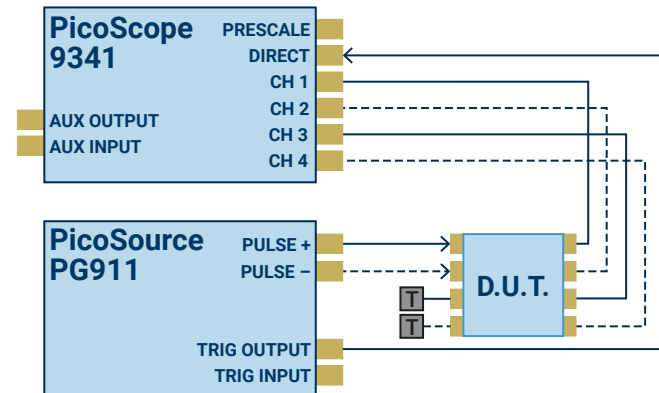 PicoScope
9341
PRESCALE
DIRECT
CH 1
CH 2
CH 3
CH 4
AUX OUTPUT
AUX INPUT
PicoSource
PG911
PULSE +
PULSE –
TRIG OUTPUT
TRIG INPUT
T
T
D.U.T.